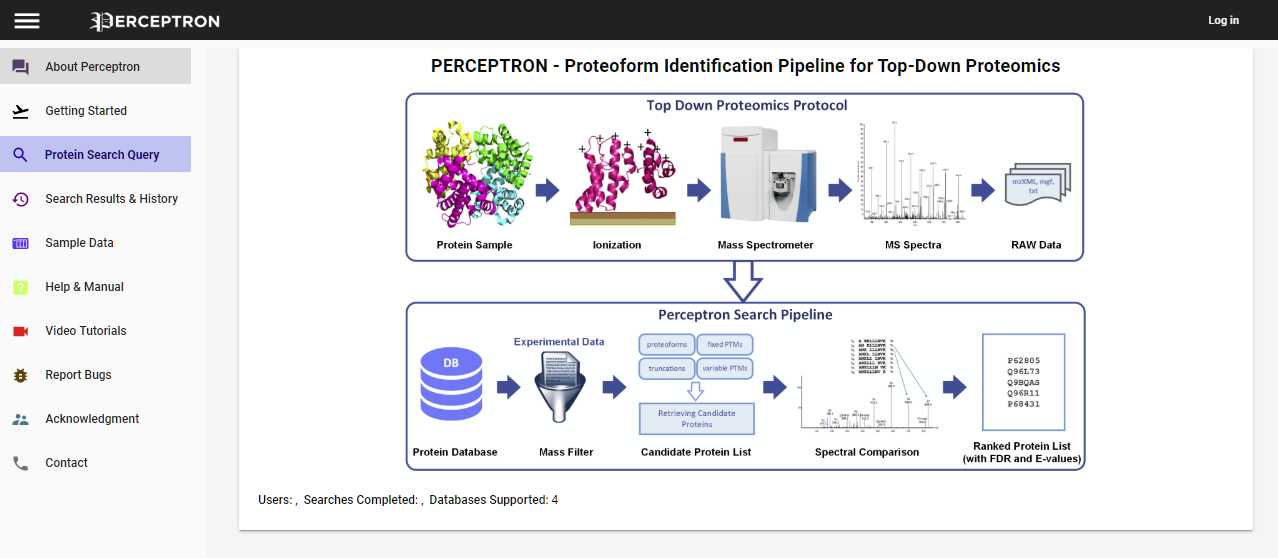 PERCEPTRON
Log in
About Perceptron
Getting Started
Protein Search Query
Search Results & History
Sample Data
Help & Manual
Video Tutorials
Report Bugs
Acknowledgment
Contact
PERCEPTRON - Proteoform Identification Pipeline for Top-Down Proteomics
Top Down Proteomics Protocol
mzXML, mgf,
txt
Protein Sample
Ionization
Mass Spectrometer
MS Spectra
RAW Data
Perceptron Search Pipeline
DB
Experimental Data
proteoforms
fixed PTMs
truncations
variable PTMs
Retrieving Candidate
Proteins
P62805
Q96L73
Q9BQAS
Q96R11
P68431
Protein Database
Mass Filter
Candidate Protein List
Spectral Comparison
Ranked Protein List
(with FDR and E-values)
Users: , Searches Completed: , Databases Supported: 4